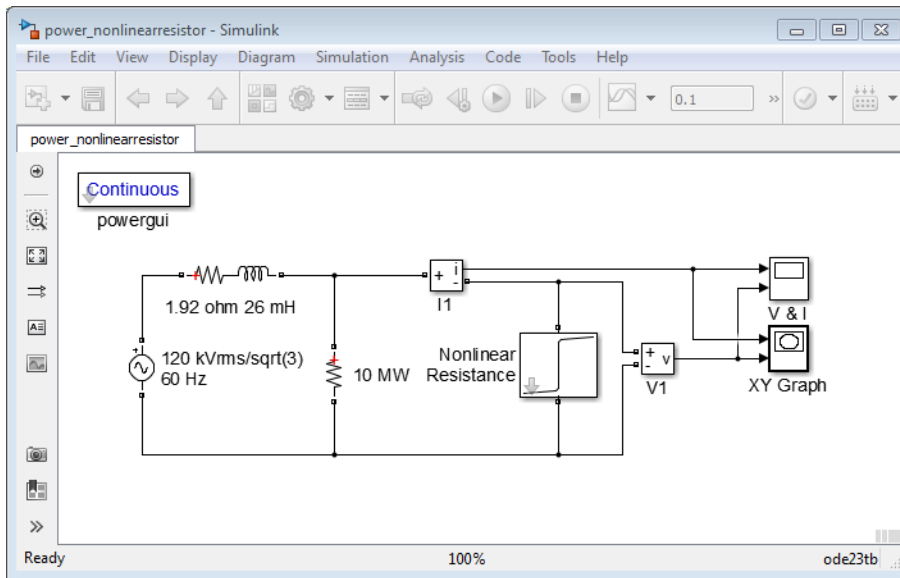 power_nonlinearresistor - Simulink
File Edit View Display Diagram Simulation Analysis Code Tools Help
0.1
power_nonlinearresistor
Continuous
powergui
1.92 ohm 26 mH
+ i -
I1
V & I
120 kVrms/sqrt(3)
60 Hz
10 MW
Nonlinear
Resistance
+ v -
V1
XY Graph
Ready 100% ode23tb